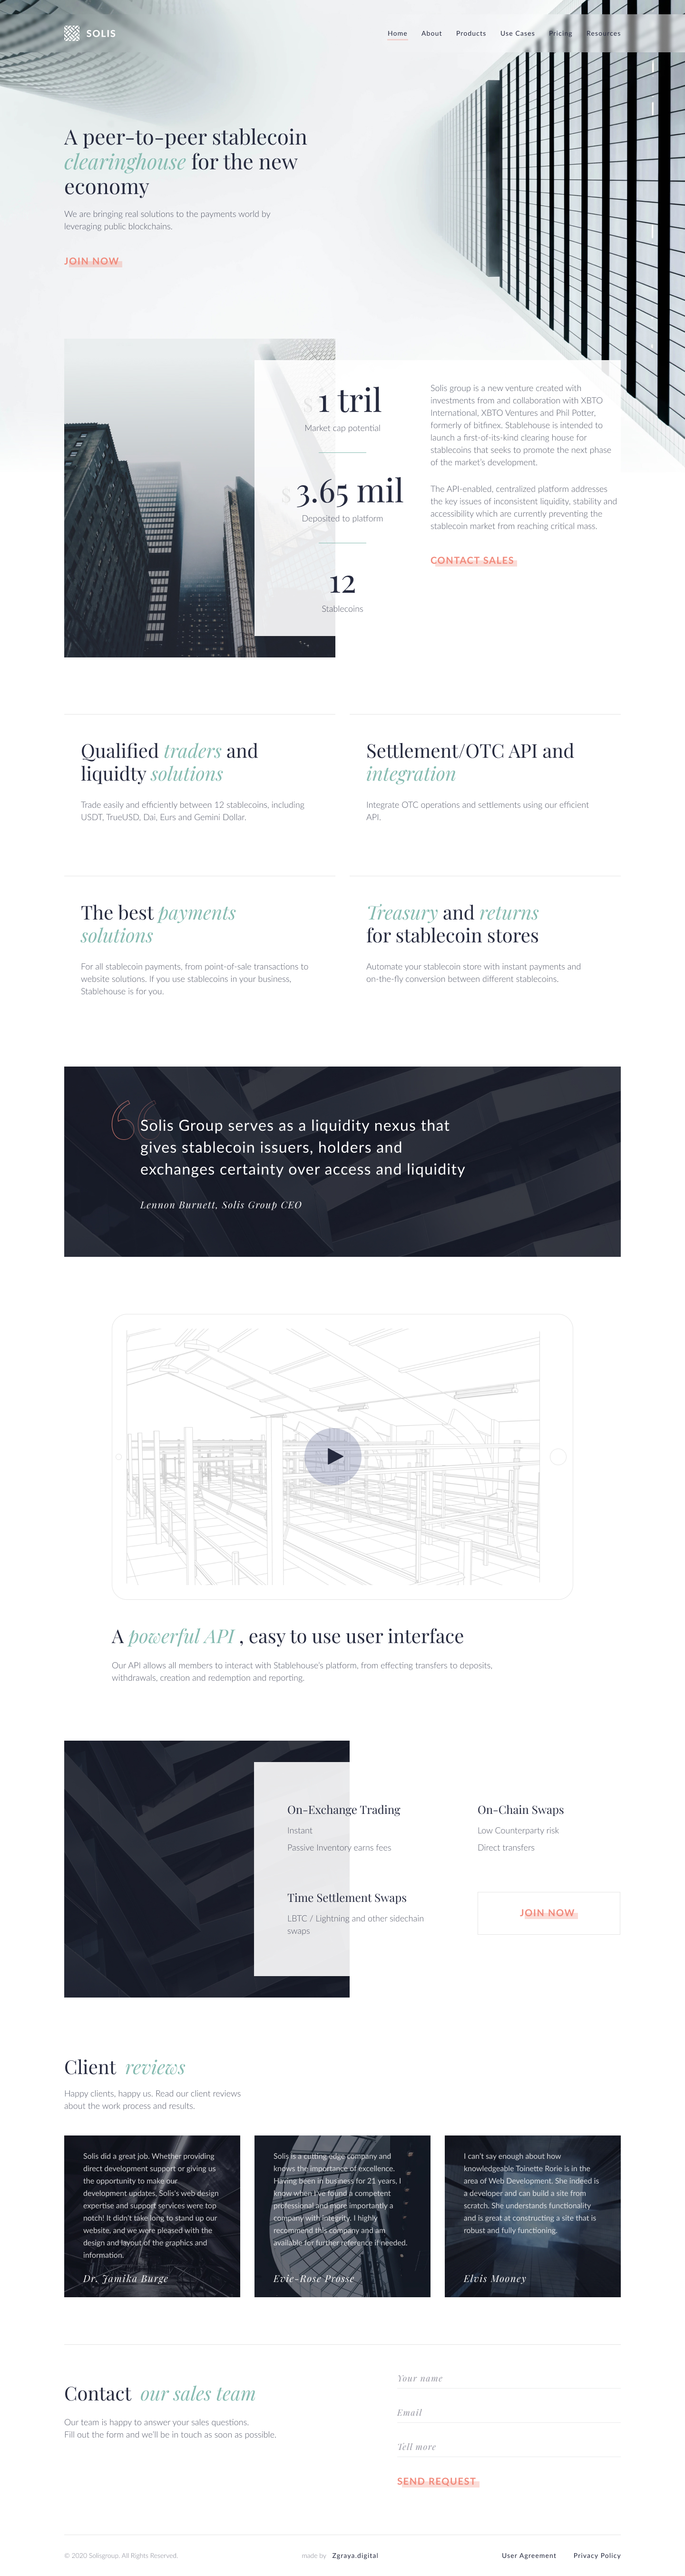 SOLIS
Home About Products Use Cases Pricing Resources
A peer-to-peer stablecoin
clearinghouse for the new
economy
We are bringing real solutions to the payments world by
leveraging public blockchains.
JOIN NOW
$ 1 tril
Market cap potential
$ 3.65 mil
Deposited to platform
12
Stablecoins
Solis group is a new venture created with
investments from and collaboration with XBTO
International, XBTO Ventures and Phil Potter,
formerly of bitfinex. Stablehouse is intended to
launch a first-of-its-kind clearing house for
stablecoins that seeks to promote the next phase
of the market's development.
The API-enabled, centralized platform addresses
the key issues of inconsistent liquidity, stability and
accessibility which are currently preventing the
stablecoin market from reaching critical mass.
CONTACT SALES
Qualified traders and
liquidty solutions
Trade easily and efficiently between 12 stablecoins, including
USDT, TrueUSD, Dai, Eurs and Gemini Dollar.
Settlement/OTC API and
integration
Integrate OTC operations and settlements using our efficient
API.
The best payments
solutions
For all stablecoin payments, from point-of-sale transactions to
website solutions. If you use stablecoins in your business,
Stablehouse is for you.
Treasury and returns
for stablecoin stores
Automate your stablecoin store with instant payments and
on-the-fly conversion between different stablecoins.
“
Solis Group serves as a liquidity nexus that
gives stablecoin issuers, holders and
exchanges certainty over access and liquidity
Lennon Burnett, Solis Group CEO
A powerful API , easy to use user interface
Our API allows all members to interact with Stablehouse's platform, from effecting transfers to deposits,
withdrawals, creation and redemption and reporting.
On-Exchange Trading
Instant
Passive Inventory earns fees
On-Chain Swaps
Low Counterparty risk
Direct transfers
Time Settlement Swaps
LBTC / Lightning and other sidechain
swaps
JOIN NOW
Client reviews
Happy clients, happy us. Read our client reviews
about the work process and results.
Solis did a great job. Whether providing
direct development support or giving us
the opportunity to make our
development updates, Solis's web design
expertise and support services were top
notch! It didn't take long to stand up our
website, and we were pleased with the
design and layout of the graphics and
information.
Dr. Jamika Burge
Solis is a cutting edge company and
knows the importance of excellence.
Having been in business for 21 years, I
know when I've found a competent
professional and more importantly a
company with integrity. I highly
recommend this company and am
available for further reference if needed.
Evie-Rose Prosse
I can't say enough about how
knowledgeable Toinette Rorie is in the
area of Web Development. She indeed is
a developer and can build a site from
scratch. She understands functionality
and is great at constructing a site that is
robust and fully functioning.
Elvis Mooney
Contact our sales team
Our team is happy to answer your sales questions.
Fill out the form and we'll be in touch as soon as possible.
Your name
Email
Tell more
SEND REQUEST
© 2020 Solisgroup. All Rights Reserved.
made by Zgraya.digital
User Agreement Privacy Policy